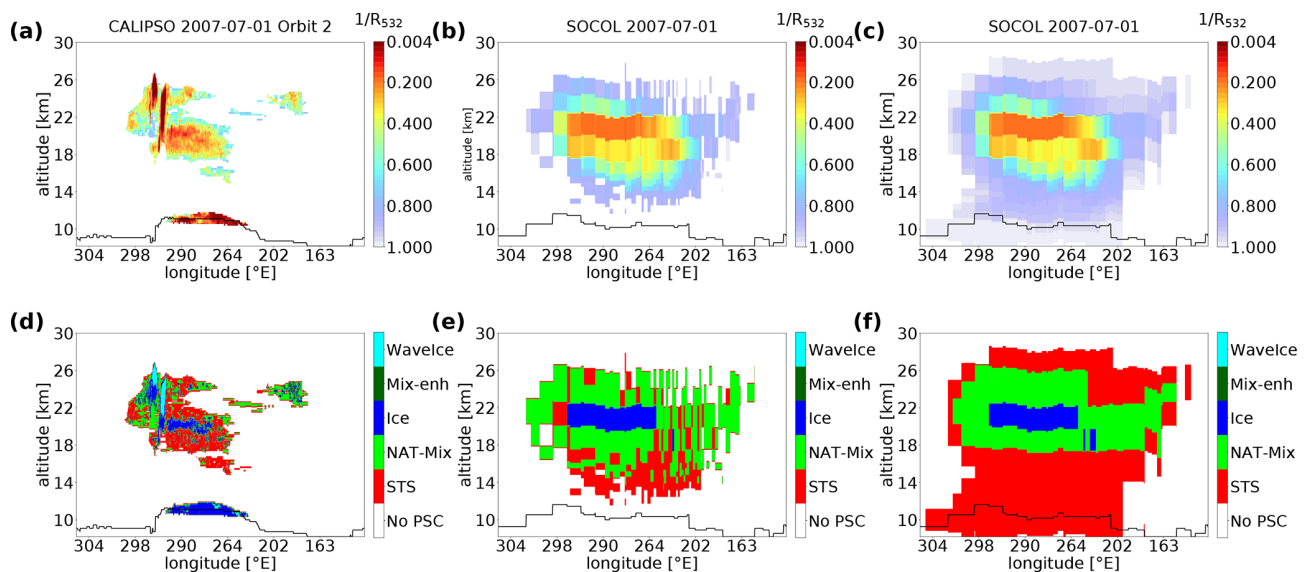 (a)
CALIPSO 2007-07-01 Orbit 2
1/R532
altitude [km]
30
26
22
18
14
10
304 298 290 264 202 163
longitude [°E]
0.004
0.200
0.400
0.600
0.800
1.000
(b)
SOCOL 2007-07-01
1/R532
altitude [km]
30
26
22
18
14
10
304 298 290 264 202 163
longitude [°E]
0.004
0.200
0.400
0.600
0.800
1.000
(c)
SOCOL 2007-07-01
1/R532
altitude [km]
30
26
22
18
14
10
304 298 290 264 202 163
longitude [°E]
0.004
0.200
0.400
0.600
0.800
1.000
(d)
altitude [km]
30
26
22
18
14
10
304 298 290 264 202 163
longitude [°E]
WaveIce
Mix-enh
Ice
NAT-Mix
STS
No PSC
(e)
altitude [km]
30
26
22
18
14
10
304 298 290 264 202 163
longitude [°E]
WaveIce
Mix-enh
Ice
NAT-Mix
STS
No PSC
(f)
altitude [km]
30
26
22
18
14
10
304 298 290 264 202 163
longitude [°E]
WaveIce
Mix-enh
Ice
NAT-Mix
STS
No PSC